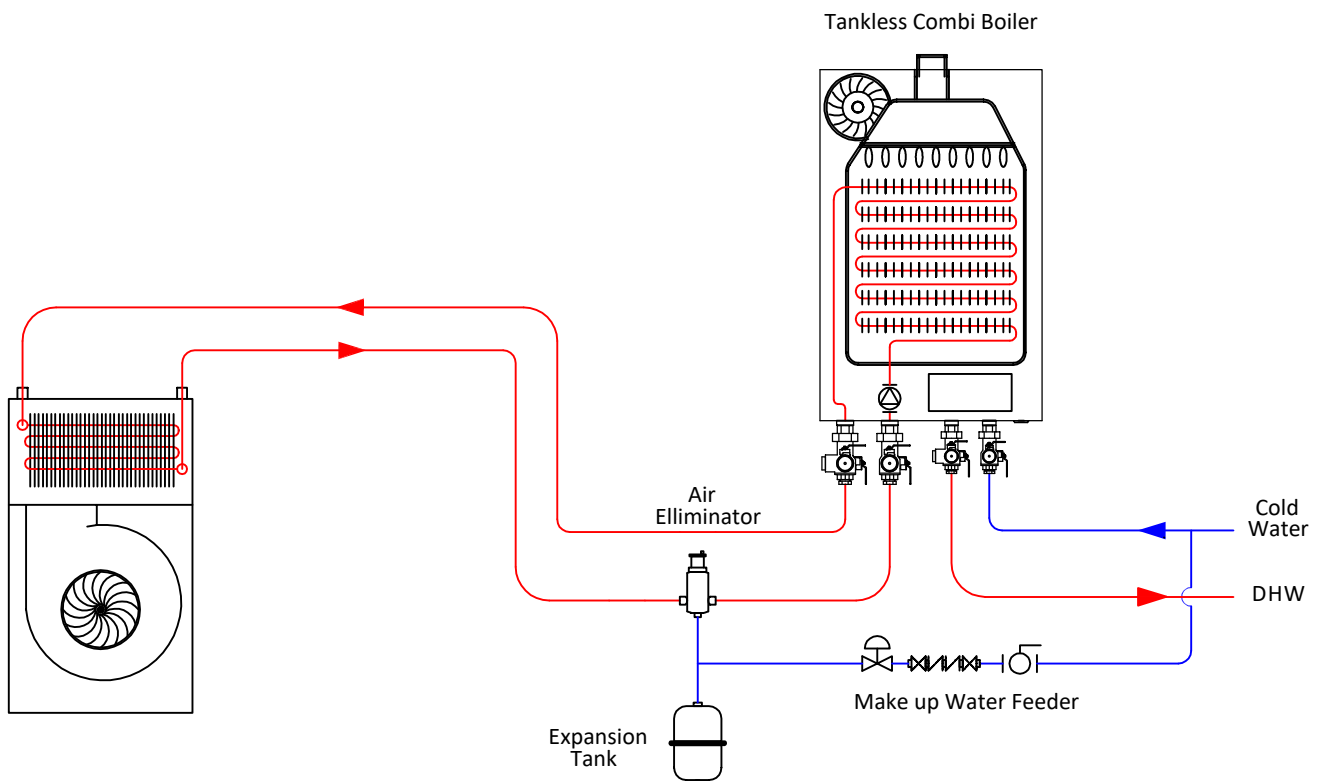 Tankless Combi Boiler
Air
Elliminator
Cold
Water
DHW
Make up Water Feeder
Expansion
Tank